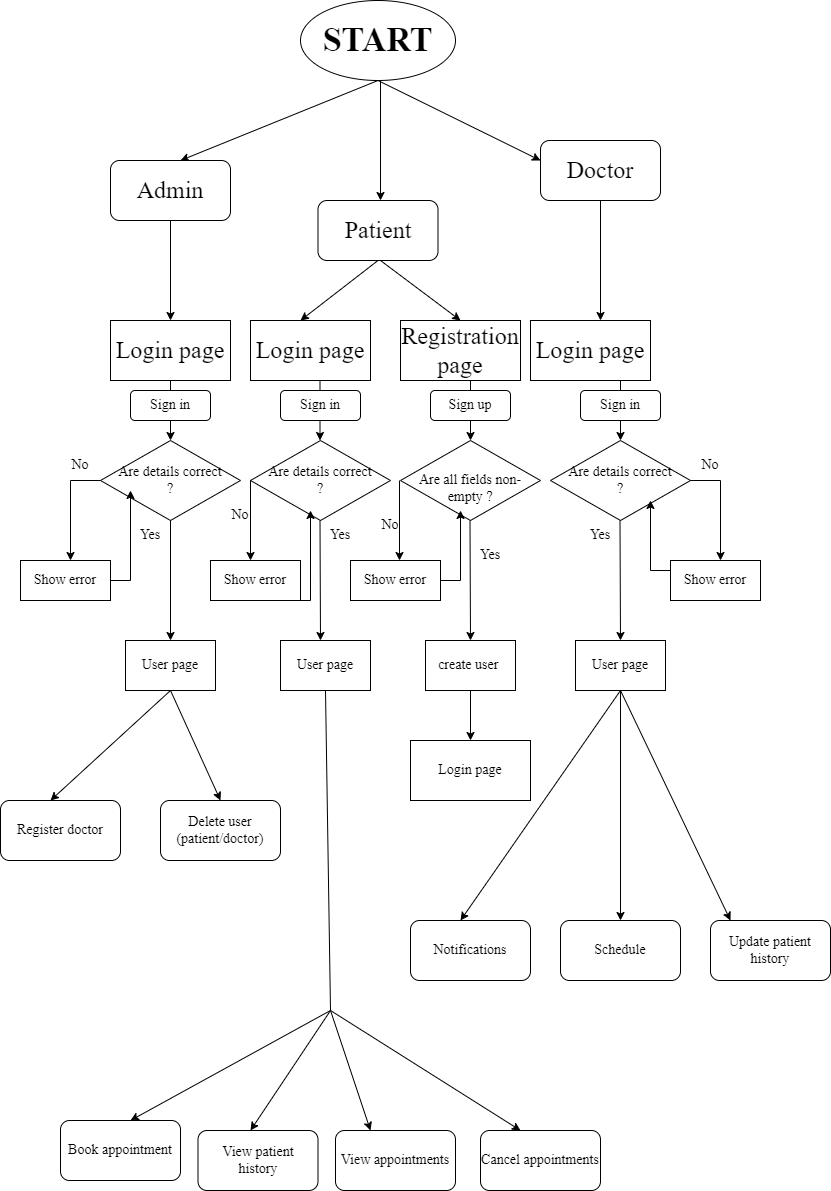 START
Admin
Patient
Doctor
Login page
Login page
Registration
page
Login page
Sign in
Sign in
Sign up
Sign in
Are details correct
?
Are details correct
?
Are all fields non-
empty ?
Are details correct
?
No
Yes
No
Yes
No
Yes
Yes
No
Show error
Show error
Show error
Show error
User page
User page
create user
User page
Login page
Register doctor
Delete user
(patient/doctor)
Notifications
Schedule
Update patient
history
Book appointment
View patient
history
View appointments
Cancel appointments